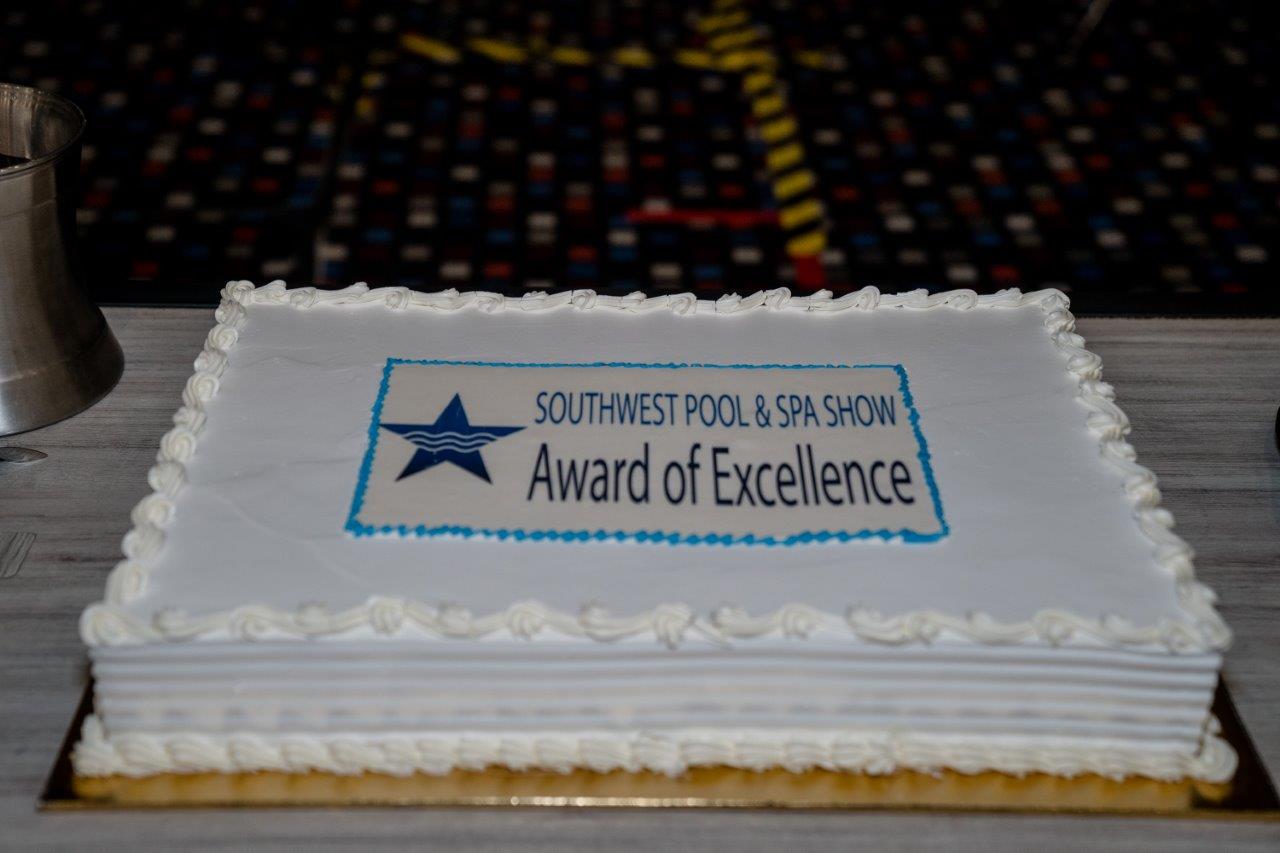 SOUTHWEST POOL & SPA SHOW
Award of Excellence